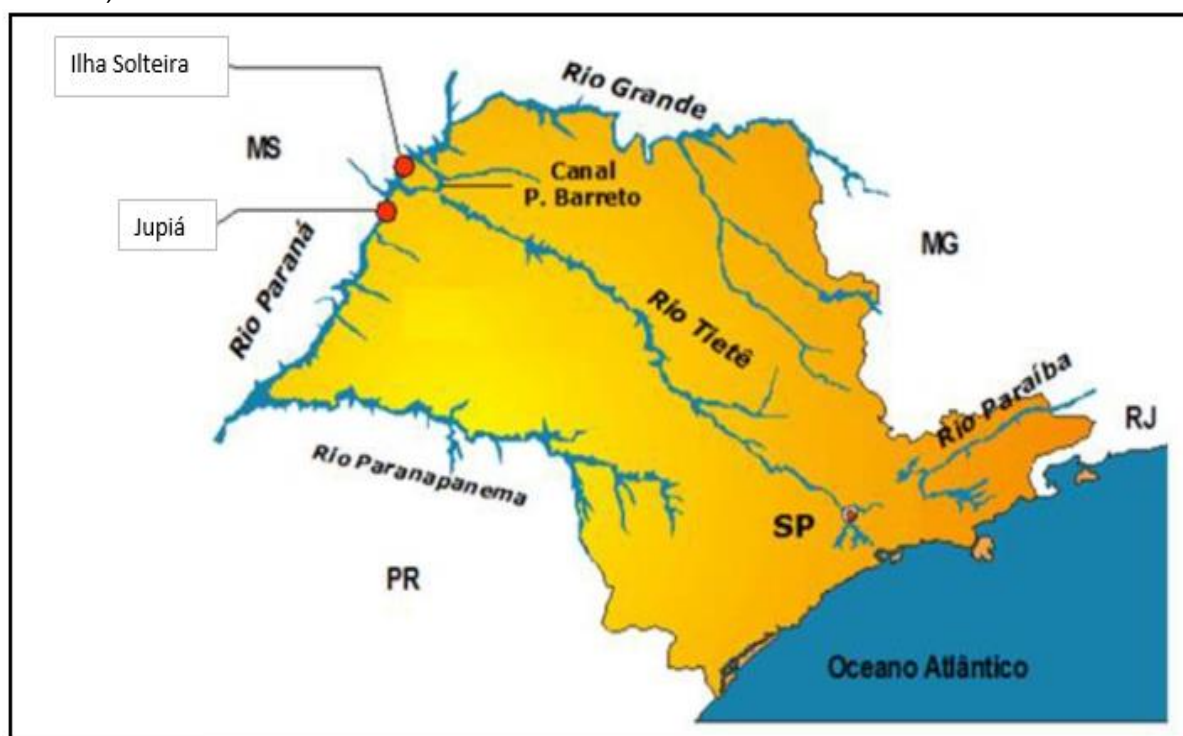 Ilha Solteira
Rio Grande
MS
Canal
P. Barreto
Jupiá
MG
Rio Paraná
Rio Tietê
Rio Paraíba
RJ
Rio Paranapanema
SP
PR
Oceano Atlântico